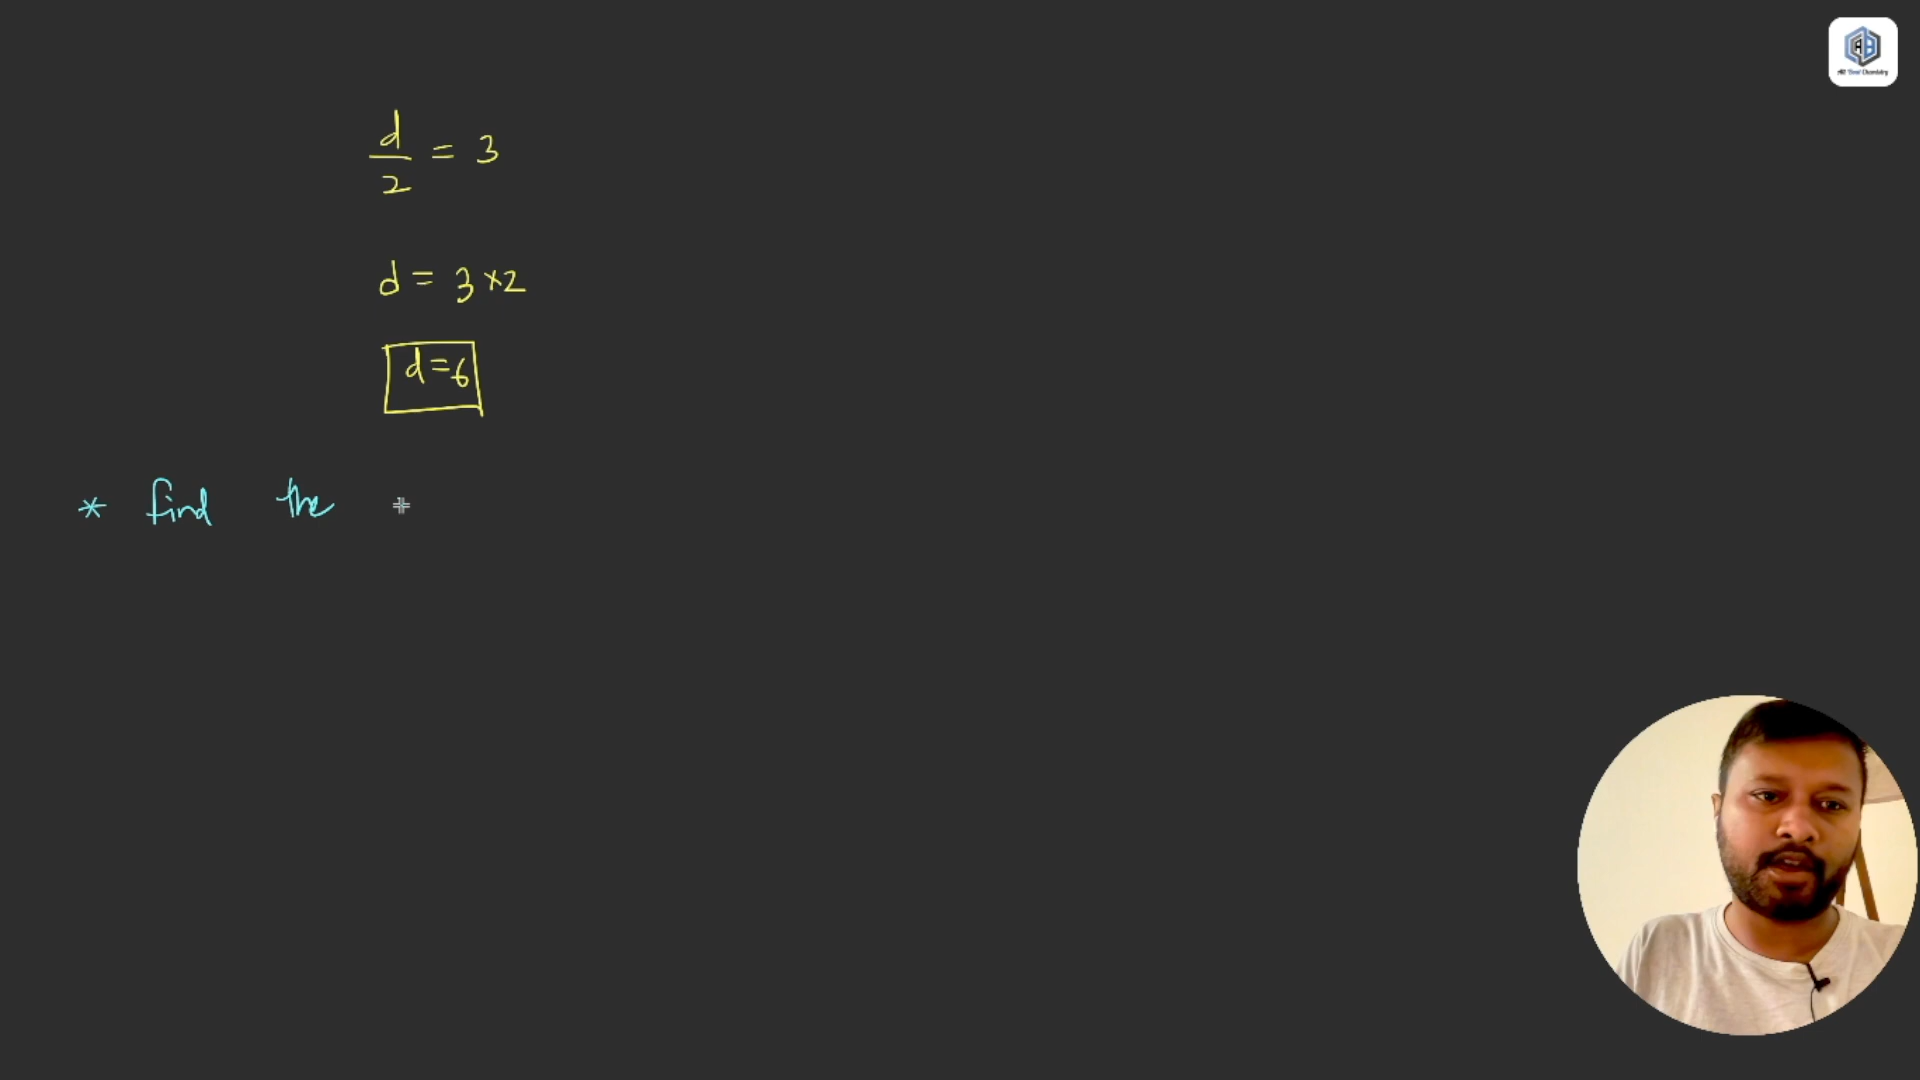 d/2 = 3
d = 3 × 2
d = 6
* find the